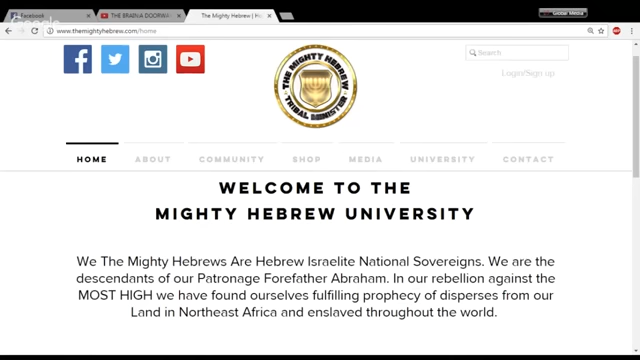 Google
Facebook
THE BRAIN A DOORWA
The Mighty Hebrew | Ho
Global Media
www.themightyhebrew.com/home
Search
Login/Sign up
THE MIGHTY HEBREW
TRIBAL MINISTER
HOME ABOUT COMMUNITY SHOP MEDIA UNIVERSITY CONTACT
WELCOME TO THE
MIGHTY HEBREW UNIVERSITY
We The Mighty Hebrews Are Hebrew Israelite National Sovereigns. We are the
descendants of our Patronage Forefather Abraham. In our rebellion against the
MOST HIGH we have found ourselves fulfilling prophecy of disperses from our
Land in Northeast Africa and enslaved throughout the world.